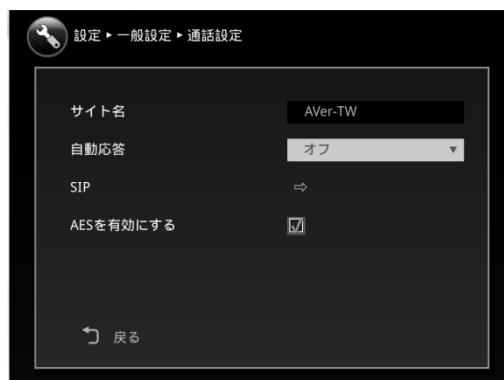 設定 ▸ 一般設定 ▸ 通話設定
サイト名 AVer-TW
自動応答 オフ
SIP
AESを有効にする
戻る